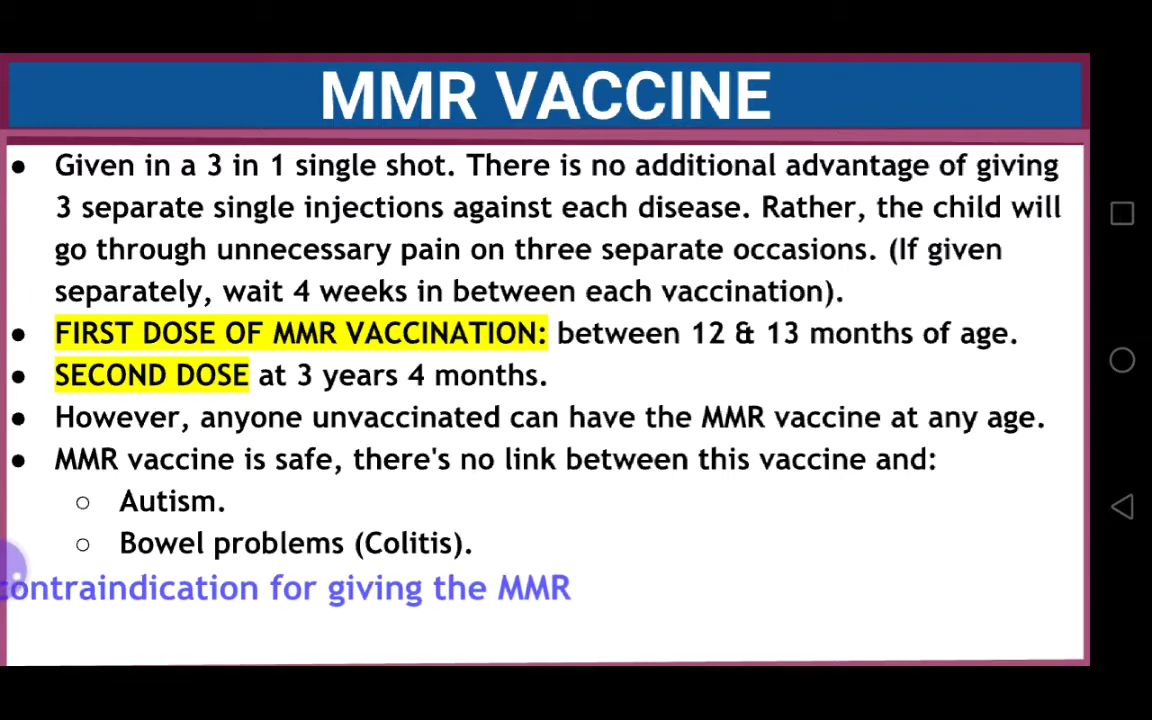 MMR VACCINE
● Given in a 3 in 1 single shot. There is no additional advantage of giving
3 separate single injections against each disease. Rather, the child will
go through unnecessary pain on three separate occasions. (If given
separately, wait 4 weeks in between each vaccination).
● FIRST DOSE OF MMR VACCINATION: between 12 & 13 months of age.
● SECOND DOSE at 3 years 4 months.
● However, anyone unvaccinated can have the MMR vaccine at any age.
● MMR vaccine is safe, there's no link between this vaccine and:
○ Autism.
○ Bowel problems (Colitis).
contraindication for giving the MMR